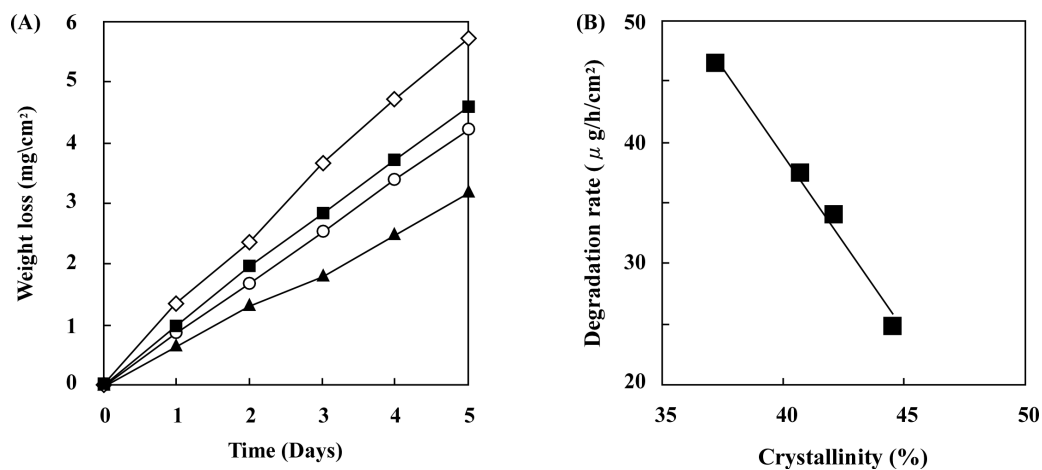 (A)
Weight loss (mg\cm²)
6
5
4
3
2
1
0
0 1 2 3 4 5
Time (Days)
(B)
Degradation rate ( μ g/h/cm²)
50
40
30
20
35 40 45 50
Crystallinity (%)